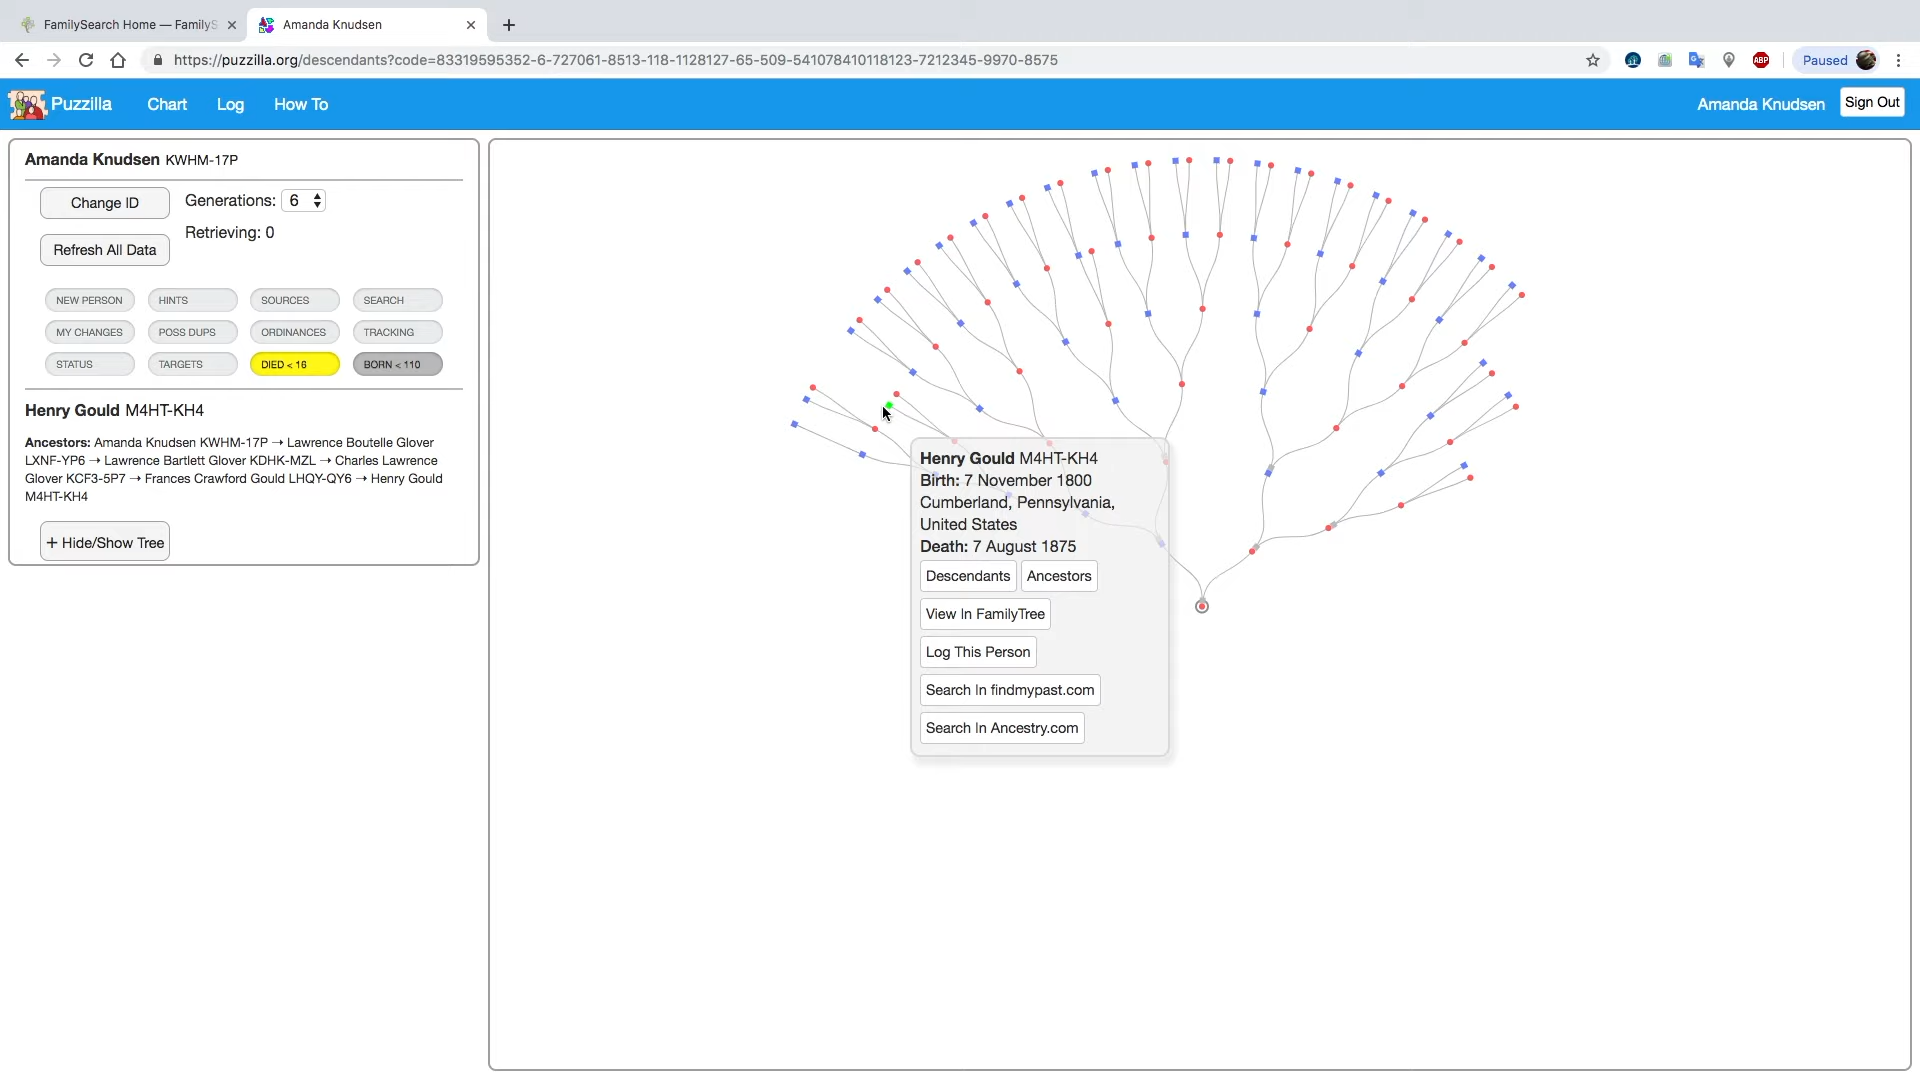 FamilySearch Home — FamilyS
Amanda Knudsen
https://puzzilla.org/descendants?code=83319595352-6-727061-8513-118-1128127-65-509-541078410118123-7212345-9970-8575
ABP
Paused
Puzzilla
Chart
Log
How To
Amanda Knudsen
Sign Out
Amanda Knudsen KWHM-17P
Change ID
Generations: 6
Refresh All Data
Retrieving: 0
NEW PERSON
HINTS
SOURCES
SEARCH
MY CHANGES
POSS DUPS
ORDINANCES
TRACKING
STATUS
TARGETS
DIED < 16
BORN < 110
Henry Gould M4HT-KH4
Ancestors: Amanda Knudsen KWHM-17P → Lawrence Boutelle Glover
LXNF-YP6 → Lawrence Bartlett Glover KDHK-MZL → Charles Lawrence
Glover KCF3-5P7 → Frances Crawford Gould LHQY-QY6 → Henry Gould
M4HT-KH4
+ Hide/Show Tree
Henry Gould M4HT-KH4
Birth: 7 November 1800
Cumberland, Pennsylvania,
United States
Death: 7 August 1875
Descendants
Ancestors
View In FamilyTree
Log This Person
Search In findmypast.com
Search In Ancestry.com